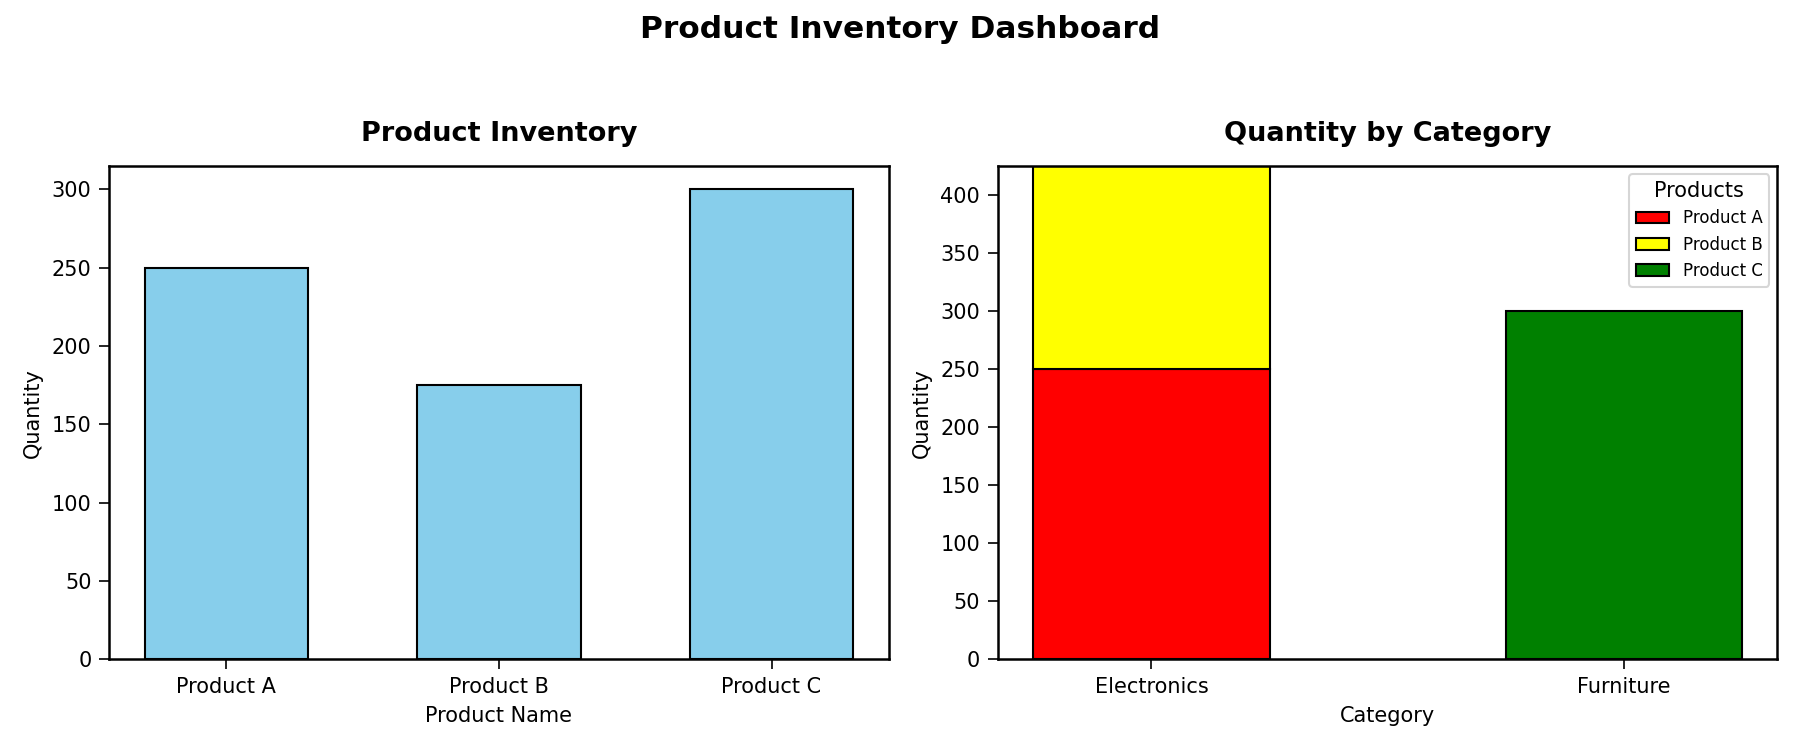 Product Inventory Dashboard
Product Inventory
300
250
200
150
100
50
0
Quantity
Product A
Product B
Product C
Product Name
Quantity by Category
400
350
300
250
200
150
100
50
0
Quantity
Products
Product A
Product B
Product C
Electronics
Furniture
Category